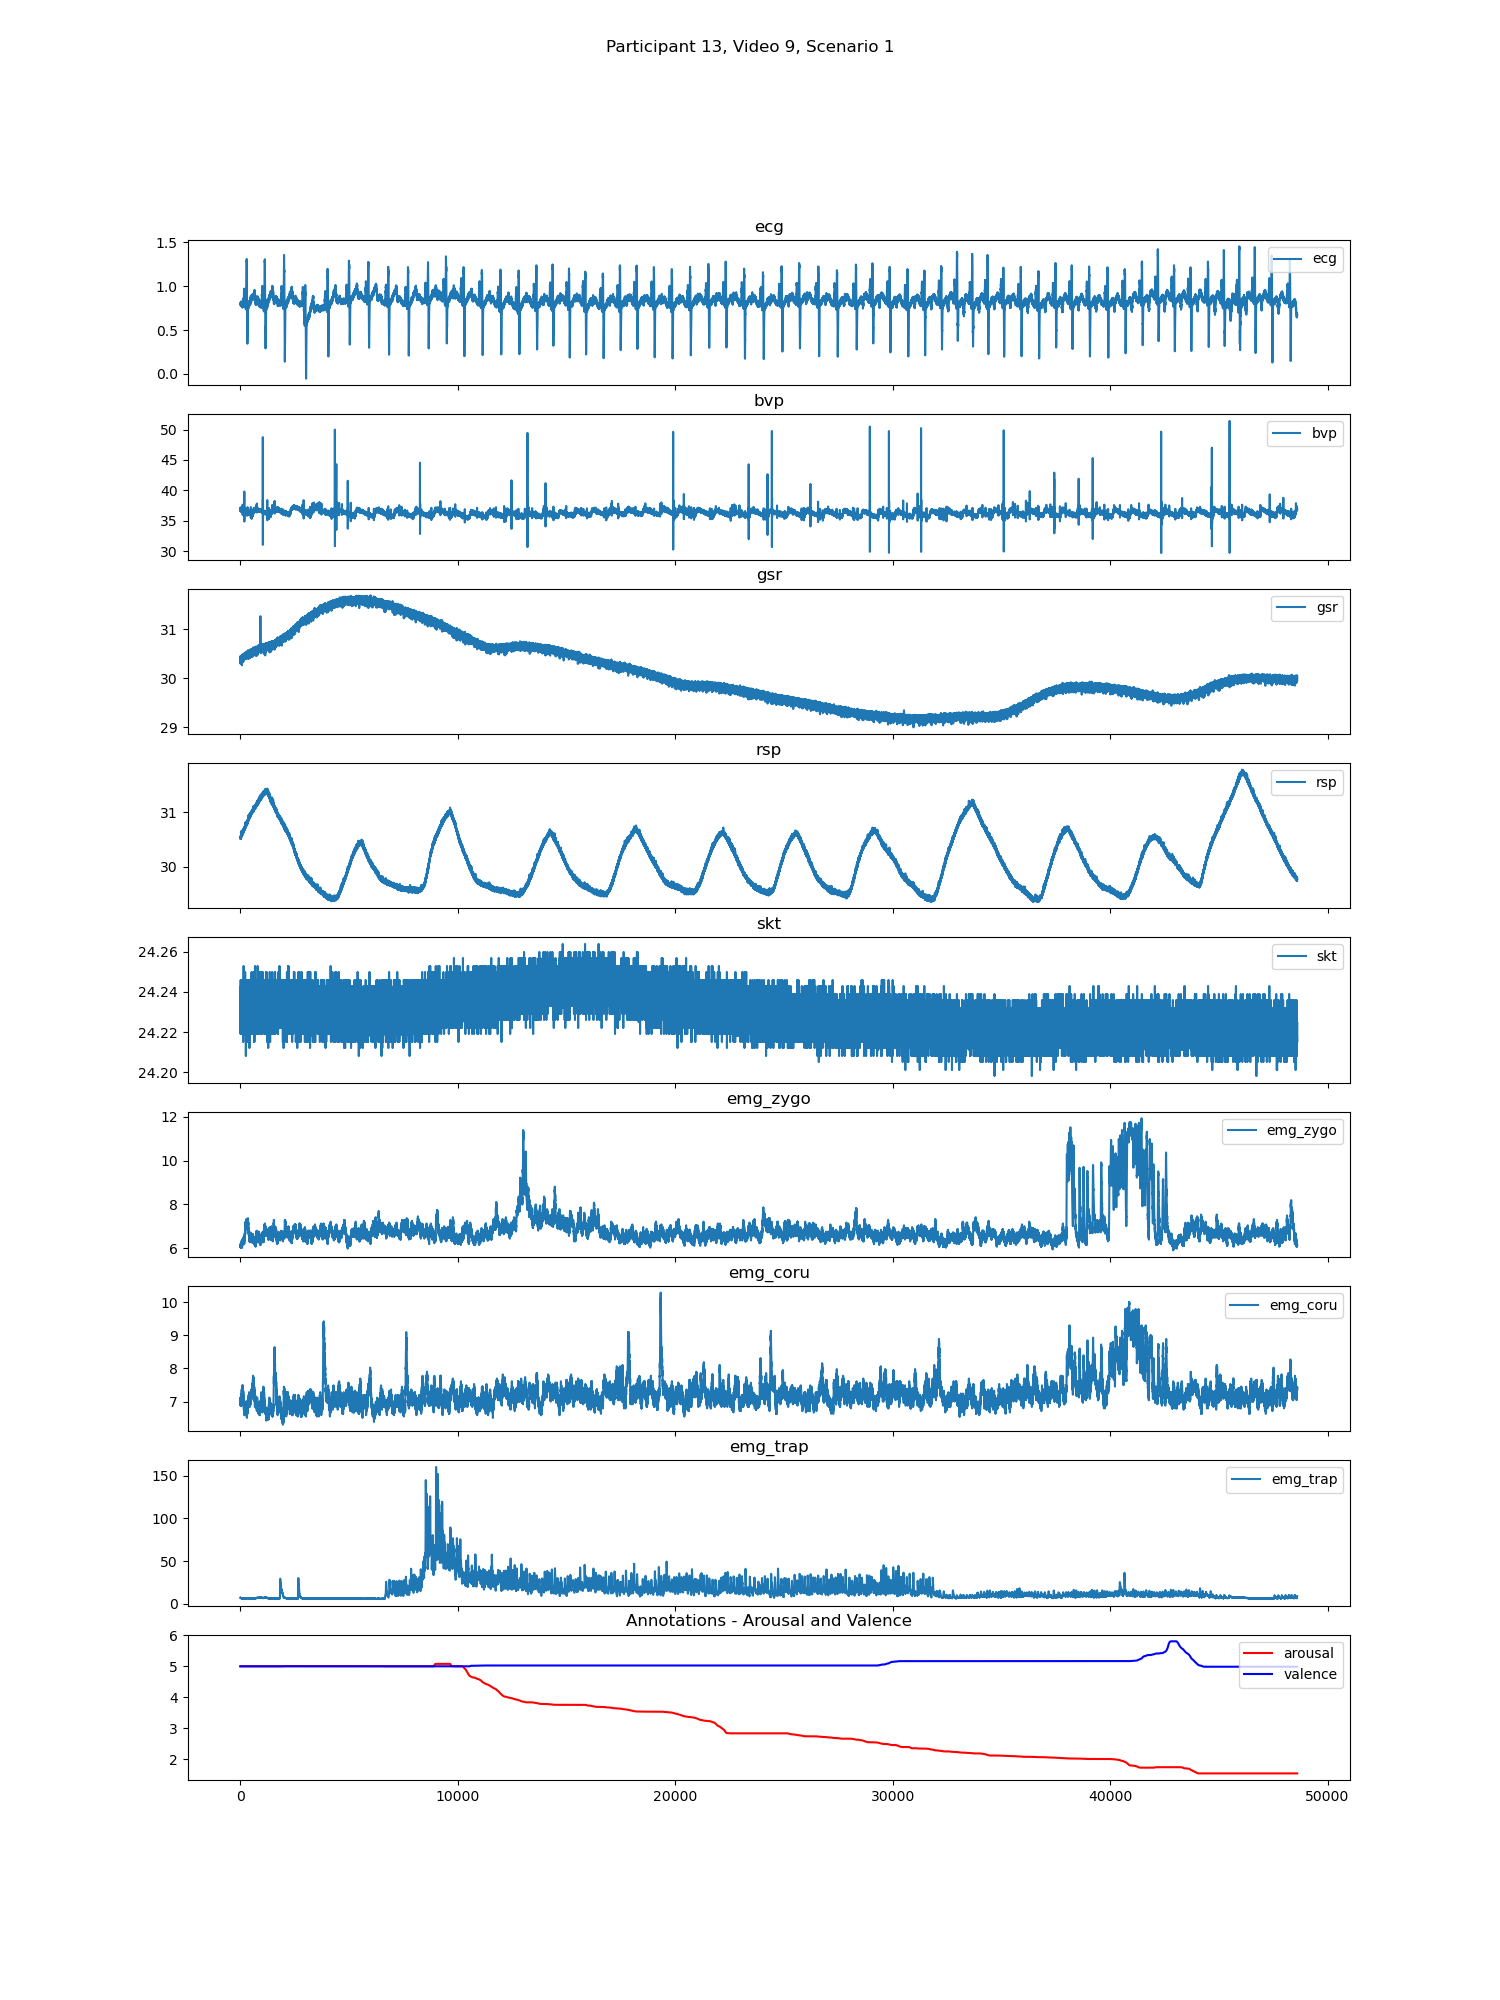 Participant 13, Video 9, Scenario 1
ecg
1.5
1.0
0.5
0.0
ecg
bvp
50
45
40
35
30
bvp
gsr
31
30
29
gsr
rsp
31
30
rsp
skt
24.26
24.24
24.22
24.20
skt
emg_zygo
12
10
8
6
emg_zygo
emg_coru
10
9
8
7
emg_coru
emg_trap
150
100
50
0
emg_trap
Annotations - Arousal and Valence
6
5
4
3
2
arousal
valence
0 10000 20000 30000 40000 50000